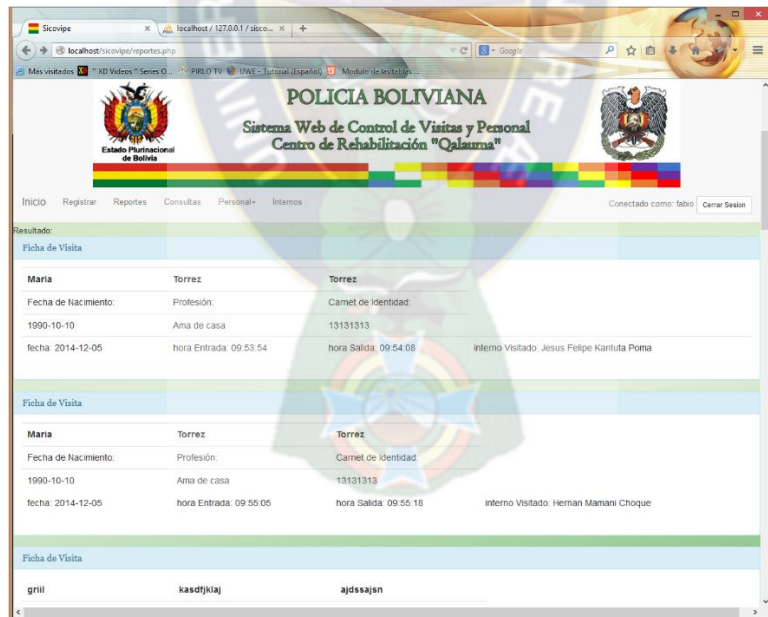 Sicovipe
localhost / 127.0.0.1 / sisco...
localhost/sicovipe/reportes.php
Google
Más visitados " XD Videos " Series O... PIRLO TV UWE - Tutorial (Español) Modulo de las tablas ...
POLICIA BOLIVIANA
Sistema Web de Control de Visitas y Personal
Centro de Rehabilitación "Qalauma"
Estado Plurinacional
de Bolivia
Inicio Registrar Reportes Consultas Personal Internos Conectado como: fabio Cerrar Sesion
Resultado:
Ficha de Visita
Maria Torrez Torrez
Fecha de Nacimiento: Profesión: Carnet de Identidad:
1990-10-10 Ama de casa 13131313
fecha: 2014-12-05 hora Entrada: 09:53:54 hora Salida: 09:54:08 interno Visitado: Jesus Felipe Kantuta Poma
Ficha de Visita
Maria Torrez Torrez
Fecha de Nacimiento: Profesión: Carnet de Identidad:
1990-10-10 Ama de casa 13131313
fecha: 2014-12-05 hora Entrada: 09:55:05 hora Salida: 09:55:18 interno Visitado: Hernan Mamani Choque
Ficha de Visita
griil kasdfjklaj ajdssajsn